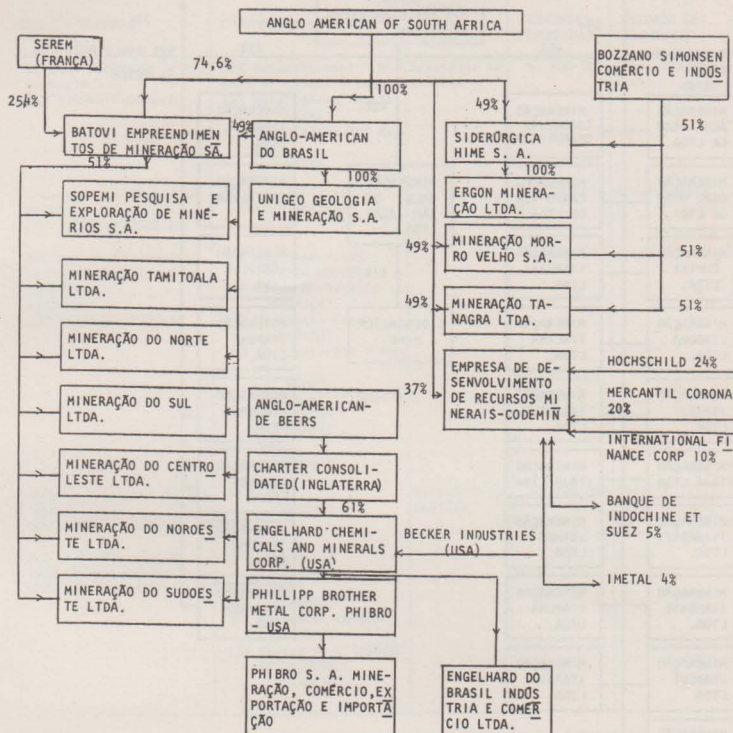 ANGLO AMERICAN OF SOUTH AFRICA
SEREM
(FRANÇA)
BOZZANO SIMONSEN
COMÉRCIO E INDÚS
TRIA
74,6%
100%
25,4%
49%
49%
51%
BATOVI EMPREENDIMEN
TOS DE MINERAÇÃO SA.
51%
ANGLO-AMERICAN
DO BRASIL
SIDERÚRGICA
HIME S. A.
100%
100%
SOPEMI PESQUISA E
EXPLORAÇÃO DE MINÉ-
RIOS S.A.
UNIGEO GEOLOGIA
E MINERAÇÃO S.A.
ERGON MINERA-
ÇÃO LTDA.
49%
MINERAÇÃO MOR-
RO VELHO S.A.
51%
MINERAÇÃO TAMITOALA
LTDA.
49%
MINERAÇÃO TA-
NAGRA LTDA.
51%
MINERAÇÃO DO NORTE
LTDA.
37%
EMPRESA DE DE-
SENVOLVIMENTO
DE RECURSOS MI
NERAIS-CODEMIN
HOCHSCHILD 24%
MERCANTIL CORONA
20%
INTERNATIONAL FI
NANCE CORP 10%
MINERAÇÃO DO SUL
LTDA.
ANGLO-AMERICAN-
DE BEERS
MINERAÇÃO DO CENTRO
LESTE LTDA.
CHARTER CONSOLI-
DATED(INGLATERRA)
61%
BANQUE DE
INDOCHINE ET
SUEZ 5%
MINERAÇÃO DO NOROES
TE LTDA.
ENGELHARD CHEMI-
CALS AND MINERALS
CORP. (USA)
BECKER INDUSTRIES
(USA)
IMETAL 4%
MINERAÇÃO DO SUDOES
TE LTDA.
PHILLIPP BROTHER
METAL CORP. PHIBRO
- USA
PHIBRO S. A. MINE-
RAÇÃO, COMÉRCIO,EX
PORTAÇÃO E IMPORTA
ÇÃO
ENGELHARD DO
BRASIL INDÚS
TRIA E COMÉR
CIO LTDA.